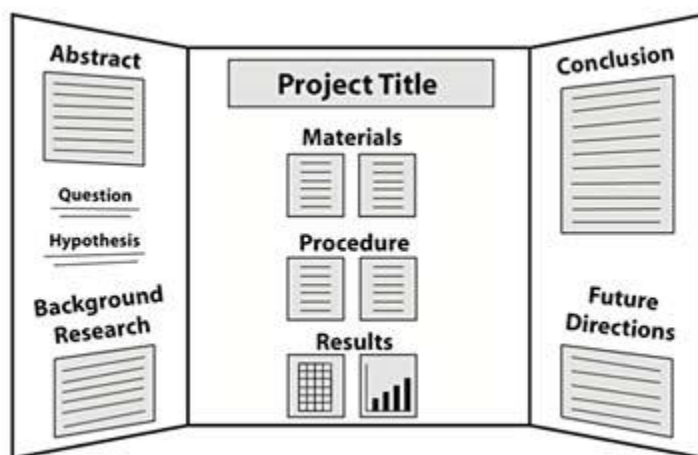 Abstract
Question
Hypothesis
Background
Research
Project Title
Materials
Procedure
Results
Conclusion
Future
Directions